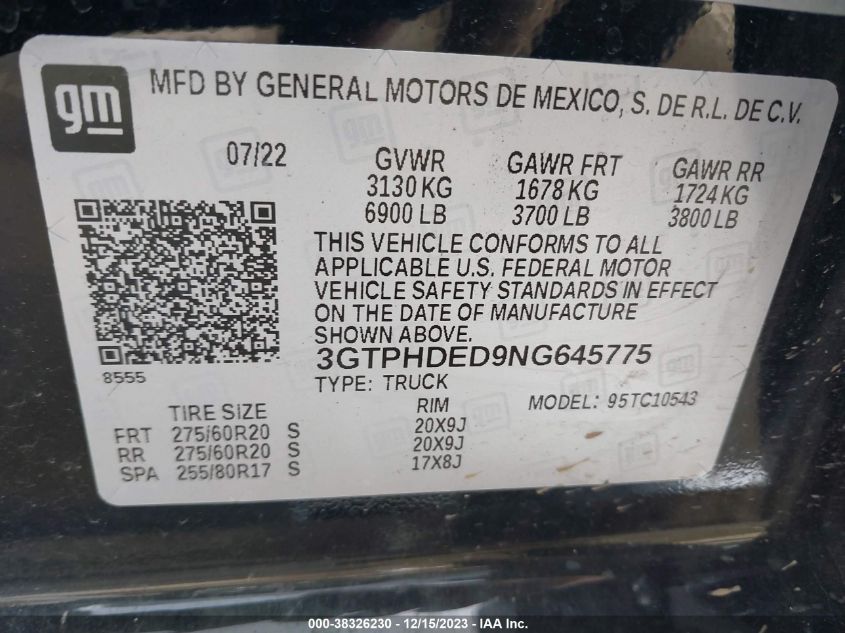 gm
MFD BY GENERAL MOTORS DE MEXICO, S. DE R.L. DE C.V.
07/22
GVWR GAWR FRT GAWR RR
3130 KG 1678 KG 1724 KG
6900 LB 3700 LB 3800 LB
THIS VEHICLE CONFORMS TO ALL
APPLICABLE U.S. FEDERAL MOTOR
VEHICLE SAFETY STANDARDS IN EFFECT
ON THE DATE OF MANUFACTURE
SHOWN ABOVE.
3GTPHDED9NG645775
8555
TYPE: TRUCK
TIRE SIZE RIM MODEL: 95TC10543
FRT 275/60R20 S 20X9J
RR 275/60R20 S 20X9J
SPA 255/80R17 S 17X8J
000-38326230 - 12/15/2023 - IAA Inc.